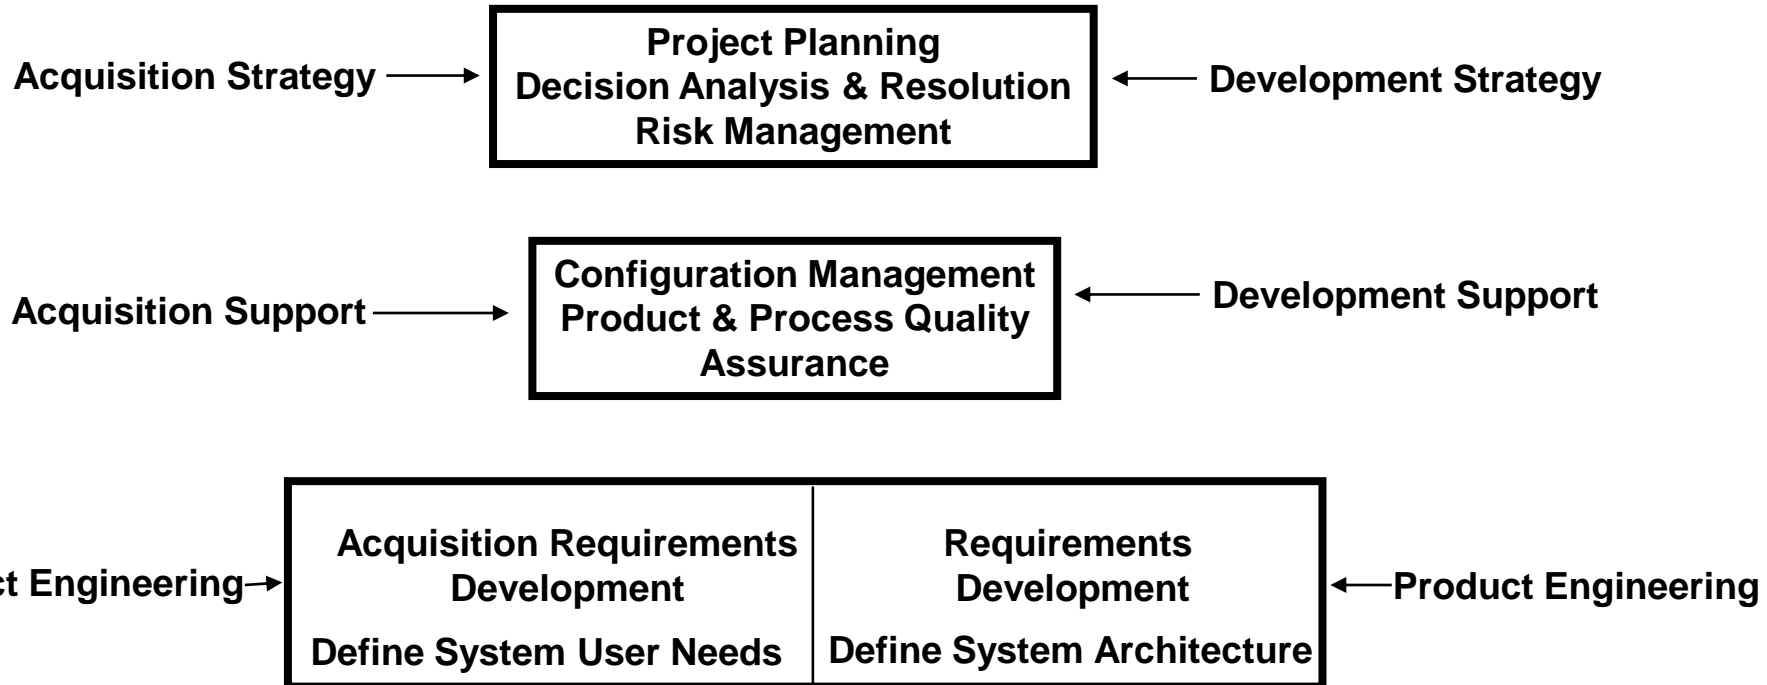 Project Planning
Acquisition Strategy
Decision Analysis & Resolution
Development Strategy
Risk Management
Configuration Management
Acquisition Support
Product & Process Quality
Development Support
Assurance
Acquisition Requirements
Development
Define System User Needs
Requirements
Development
Define System Architecture
Engineering
Product Engineering